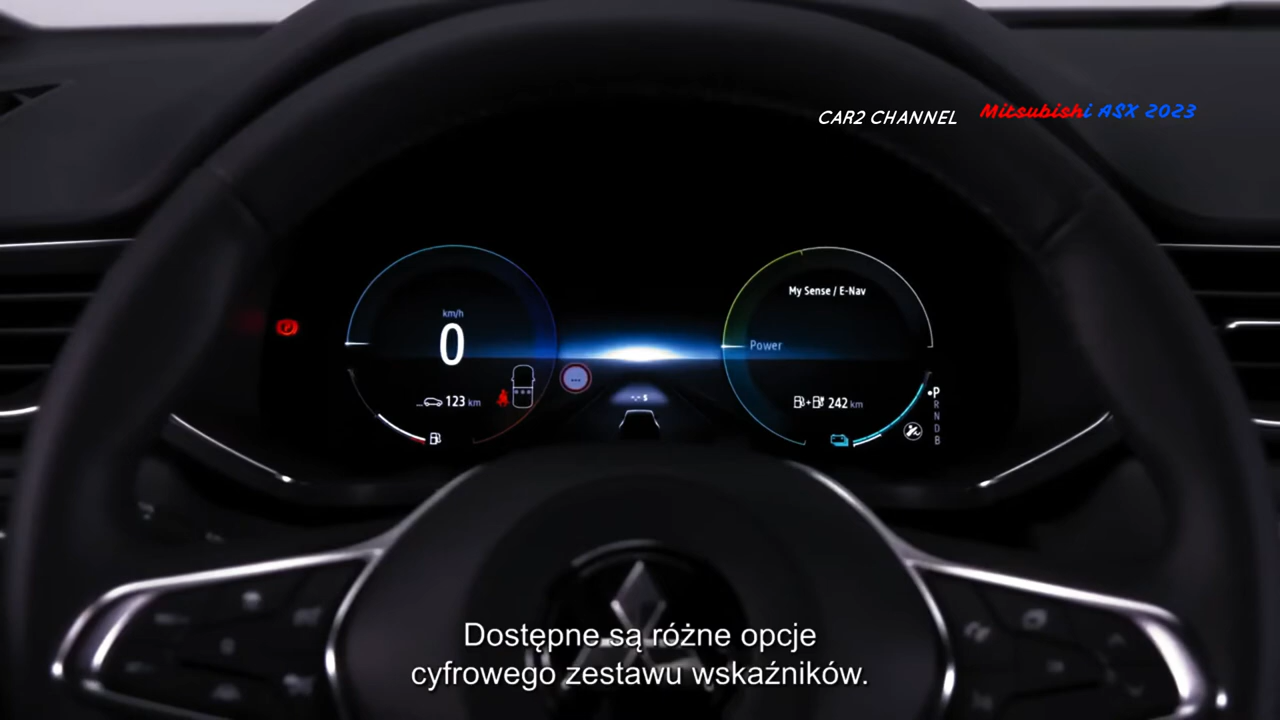 CAR2 CHANNEL
Mitsubishi ASX 2023
km/h
0
123 km
My Sense / E-Nav
Power
242 km
P
R
N
D
B
Dostępne są różne opcje
cyfrowego zestawu wskaźników.